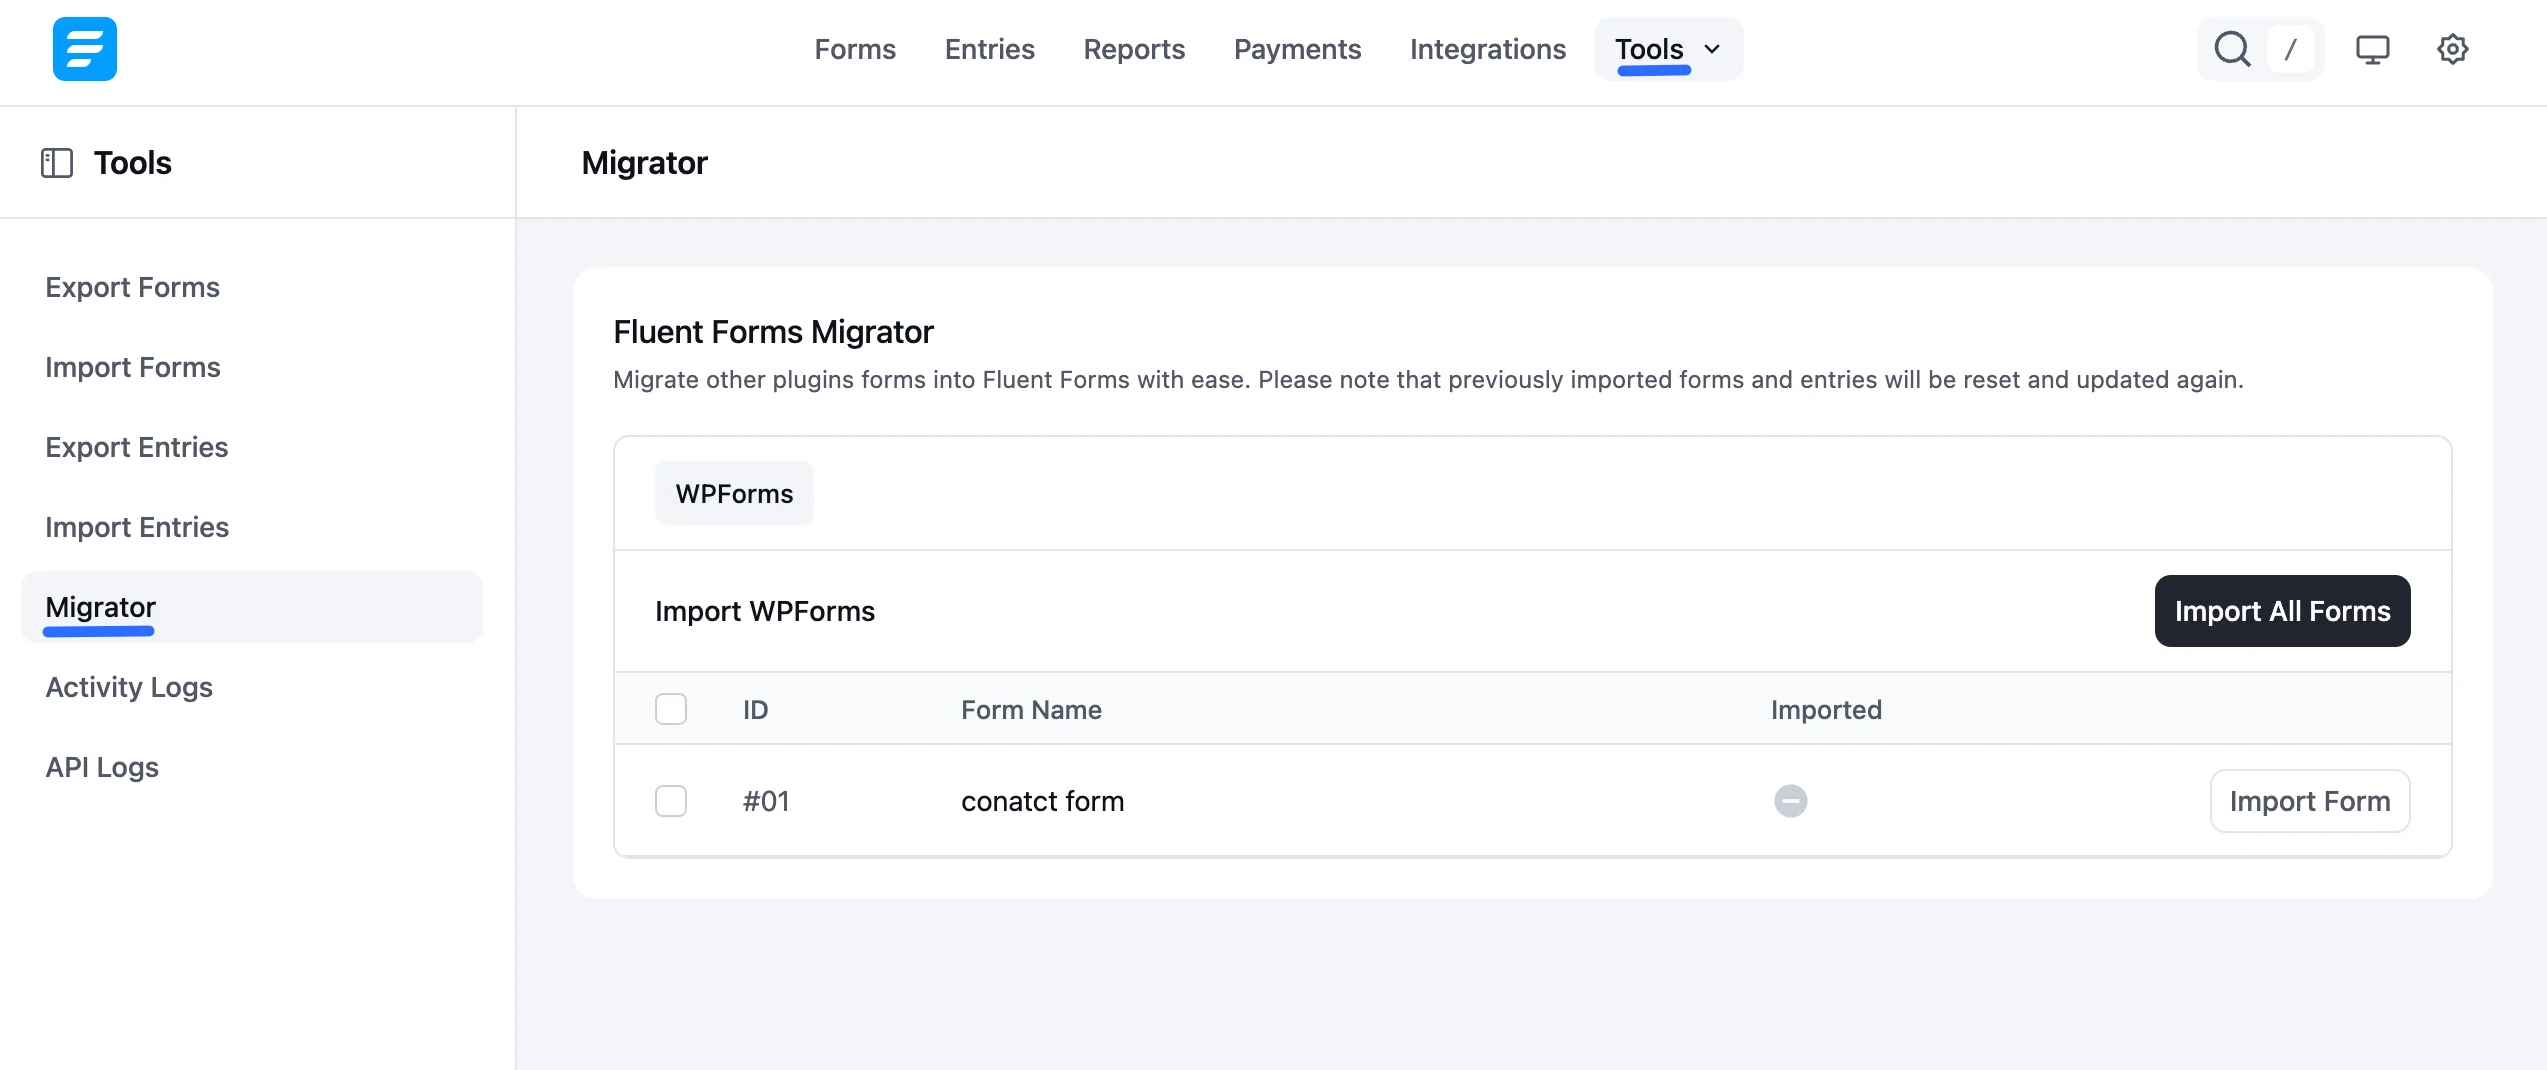 Forms Entries Reports Payments Integrations Tools /
Tools
Migrator
Export Forms
Import Forms
Export Entries
Import Entries
Migrator
Activity Logs
API Logs
Fluent Forms Migrator
Migrate other plugins forms into Fluent Forms with ease. Please note that previously imported forms and entries will be reset and updated again.
WPForms
Import WPForms Import All Forms
ID Form Name Imported
#01 conatct form Import Form